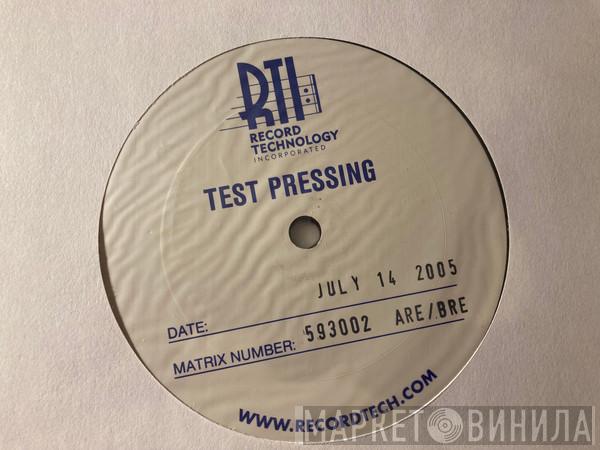 RTI
RECORD
TECHNOLOGY
INCORPORATED
TEST PRESSING
DATE: JULY 14 2005
MATRIX NUMBER: 593002 ARE/BRE
WWW.RECORDTECH.COM
МАРКЕТ ВИНИЛА